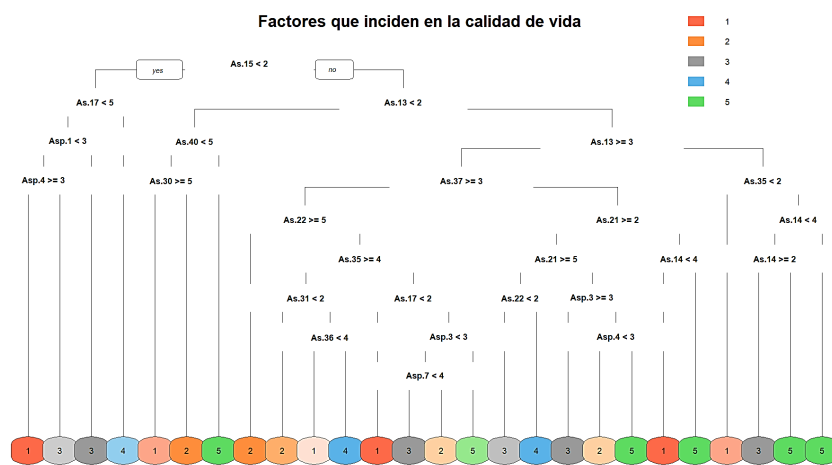 Factores que inciden en la calidad de vida
1
2
3
4
5
yes
As.15 < 2
no
As.17 < 5
As.13 < 2
Asp.1 < 3
As.40 < 5
As.13 >= 3
Asp.4 >= 3
As.30 >= 5
As.37 >= 3
As.35 < 2
As.22 >= 5
As.21 >= 2
As.14 < 4
As.35 >= 4
As.21 >= 5
As.14 < 4
As.14 >= 2
As.31 < 2
As.17 < 2
As.22 < 2
Asp.3 >= 3
As.36 < 4
Asp.3 < 3
Asp.4 < 3
Asp.7 < 4
1 3 3 4 1 2 5 2 2 1 4 1 3 2 5 3 4 3 2 5 1 5 1 3 5 5